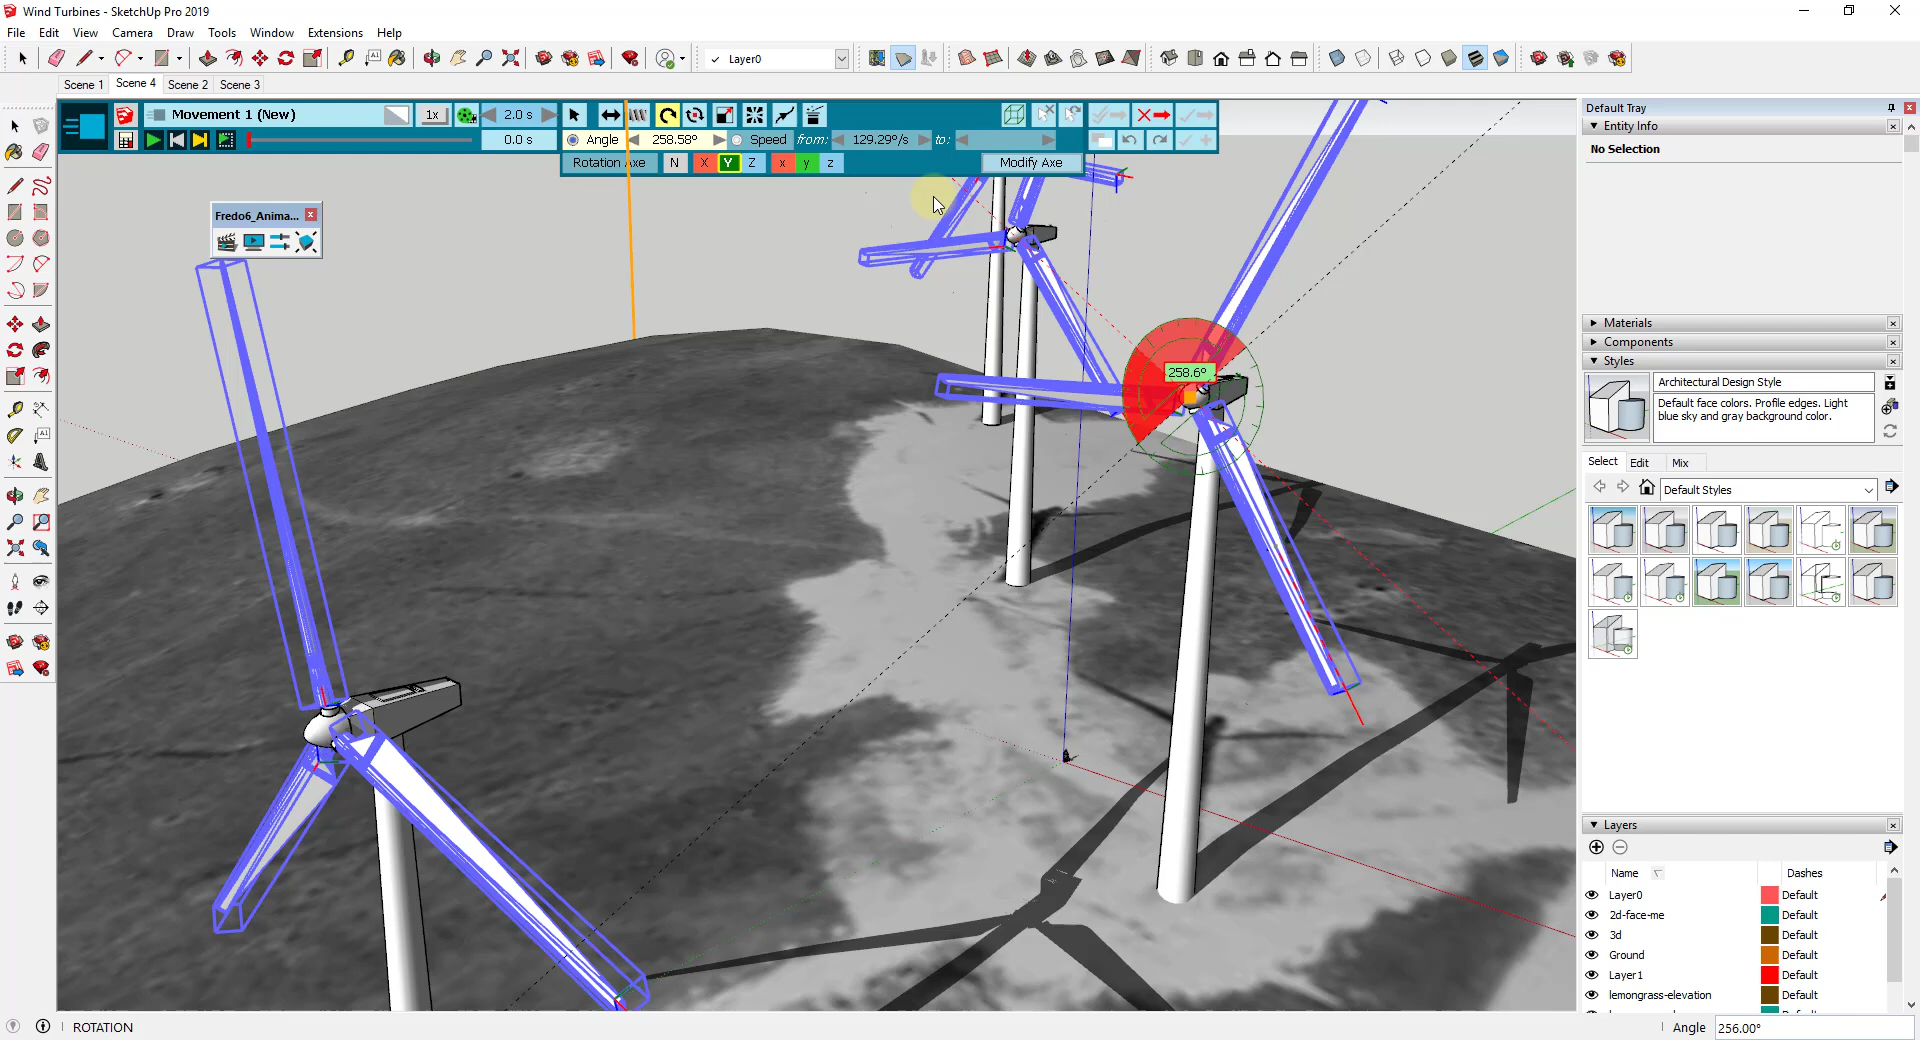 Wind Turbines - SketchUp Pro 2019
File Edit View Camera Draw Tools Window Extensions Help
Layer0
Scene 1 Scene 4 Scene 2 Scene 3
Movement 1 (New) 1x 2.0 s
0.0 s
Angle 258.58° Speed from: 129.29°/s to:
Rotation Axe N X Y Z x y z Modify Axe
Fredo6_Anima...
258.6°
Default Tray
Entity Info
No Selection
Materials
Components
Styles
Architectural Design Style
Default face colors. Profile edges. Light
blue sky and gray background color.
Select Edit Mix
Default Styles
Layers
Name Dashes
Layer0 Default
2d-face-me Default
3d Default
Ground Default
Layer1 Default
lemongrass-elevation Default
ROTATION
Angle 256.00°